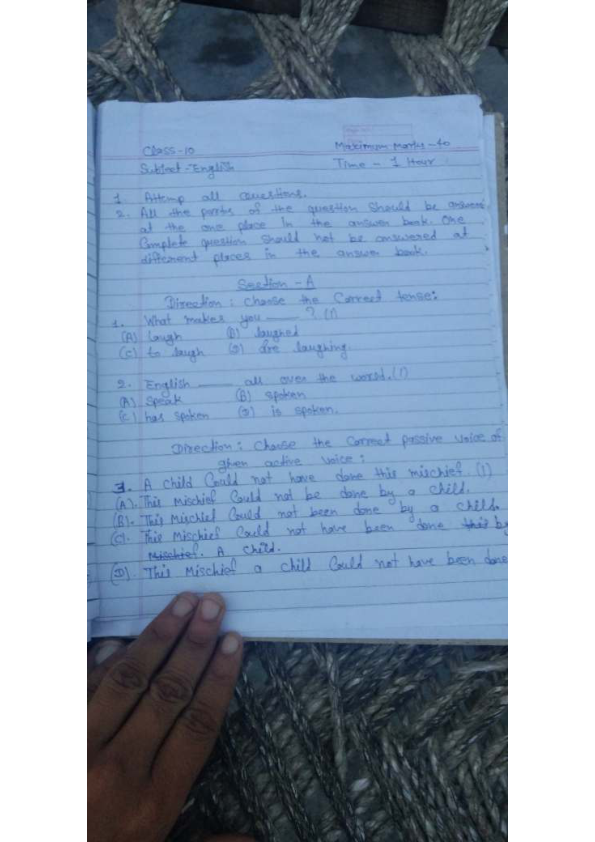 Class-10
Maximum Marks - 40
Subject - English
Time - 1 Hour
1. Attemp all questions.
2. All the parts of the question should be answer
at the one place in the answer book. One
Complete question should not be answered at
different places in the answer book.
Section - A
Direction : Choose the Correct tense:
1. What makes you ____ ? (1)
(A) Laugh (B) laughed
(C) to laugh (D) are laughing.
2. English ____ all over the world. (1)
(A) Speak (B) spoken
(C) has spoken (D) is spoken.
Direction : Choose the Correct passive voice of
given active voice :
3. A child Could not have done this mischief. (1)
(A). This Mischief Could not be done by a child.
(B). This Mischief Could not been done by a child.
(C). This Mischief Could not have been done this by
Mischief. A child.
(D). This Mischief a child Could not have been done